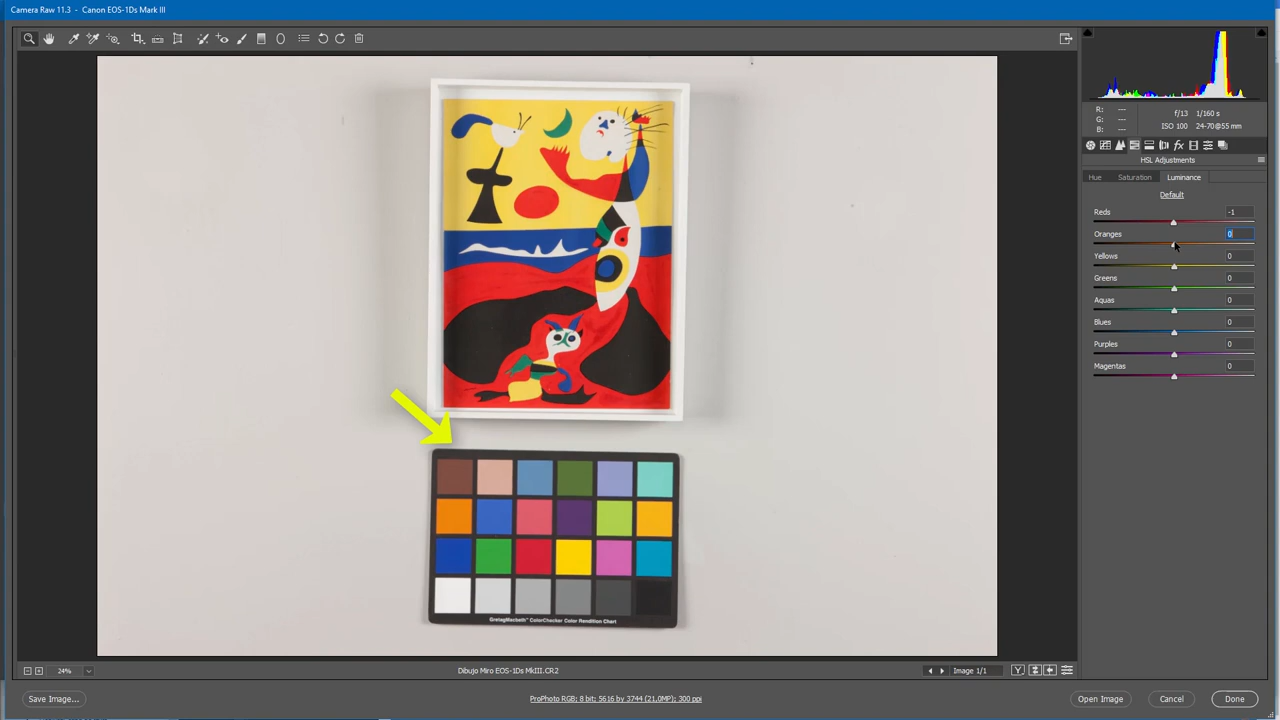 Camera Raw 11.3 - Canon EOS-1Ds Mark III
R: ---
G: ---
B: ---
f/13 1/160 s
ISO 100 24-70@55 mm
HSL Adjustments
Hue Saturation Luminance
Default
Reds -1
Oranges 0
Yellows 0
Greens 0
Aquas 0
Blues 0
Purples 0
Magentas 0
GretagMacbeth™ ColorChecker Color Rendition Chart
24%
Dibujo Miro EOS-1Ds MkIII.CR2
Image 1/1
Y
Save Image...
ProPhoto RGB; 8 bit; 5616 by 3744 (21,0MP); 300 ppi
Open Image
Cancel
Done